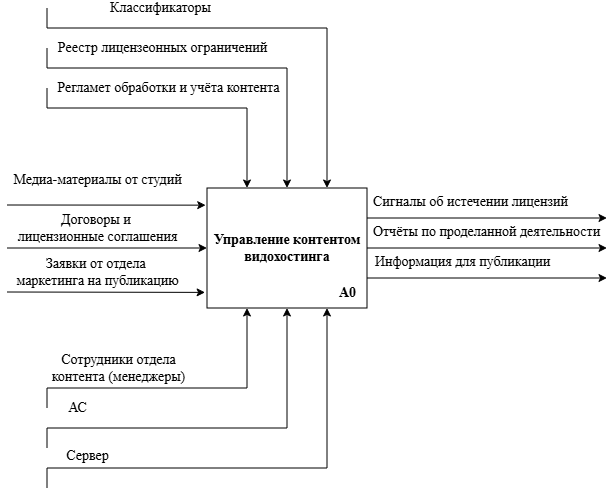 Классификаторы
Реестр лицензеонных ограничений
Регламет обработки и учёта контента
Медиа-материалы от студий
Договоры и
лицензионные соглашения
Заявки от отдела
маркетинга на публикацию
Управление контентом
видохостинга
A0
Сигналы об истечении лицензий
Отчёты по проделанной деятельности
Информация для публикации
Сотрудники отдела
контента (менеджеры)
АС
Сервер